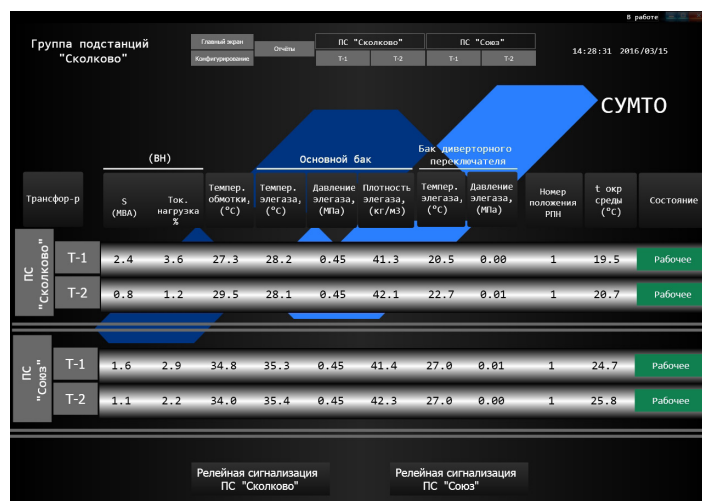 В работе
Группа подстанций
"Сколково"
Главный экран
Конфигурирование
Отчёты
ПС "Сколково"
Т-1 Т-2
ПС "Союз"
Т-1 Т-2
14:28:31 2016/03/15
СУМТО
(ВН)
Основной бак
Бак диверторного
переключателя
Трансфор-р
S
(МВА)
Ток.
нагрузка
%
Темпер.
обмотки,
(°C)
Темпер.
элегаза,
(°C)
Давление
элегаза,
(МПа)
Плотность
элегаза,
(кг/м3)
Темпер.
элегаза,
(°C)
Давление
элегаза,
(МПа)
Номер
положения
РПН
t окр
среды
(°C)
Состояние
ПС
"Сколково"
Т-1 2.4 3.6 27.3 28.2 0.45 41.3 20.5 0.00 1 19.5 Рабочее
Т-2 0.8 1.2 29.5 28.1 0.45 42.1 22.7 0.01 1 20.7 Рабочее
ПС
"Союз"
Т-1 1.6 2.9 34.8 35.3 0.45 41.4 27.0 0.01 1 24.7 Рабочее
Т-2 1.1 2.2 34.0 35.4 0.45 42.3 27.0 0.00 1 25.8 Рабочее
Релейная сигнализация
ПС "Сколково"
Релейная сигнализация
ПС "Союз"